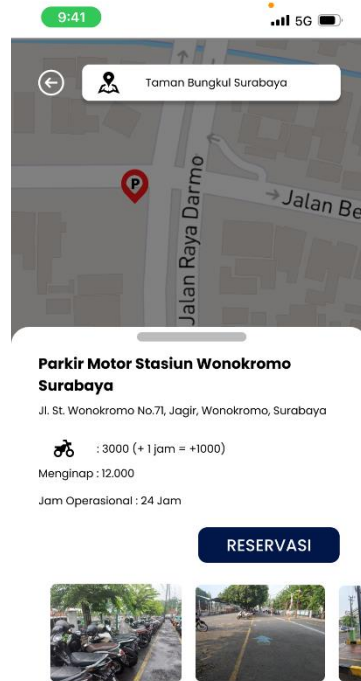 9:41
5G
Taman Bungkul Surabaya
P
Jalan Raya Darmo
Jalan Be
Parkir Motor Stasiun Wonokromo
Surabaya
Jl. St. Wonokromo No.71, Jagir, Wonokromo, Surabaya
: 3000 (+ 1 jam = +1000)
Menginap : 12.000
Jam Operasional : 24 Jam
RESERVASI